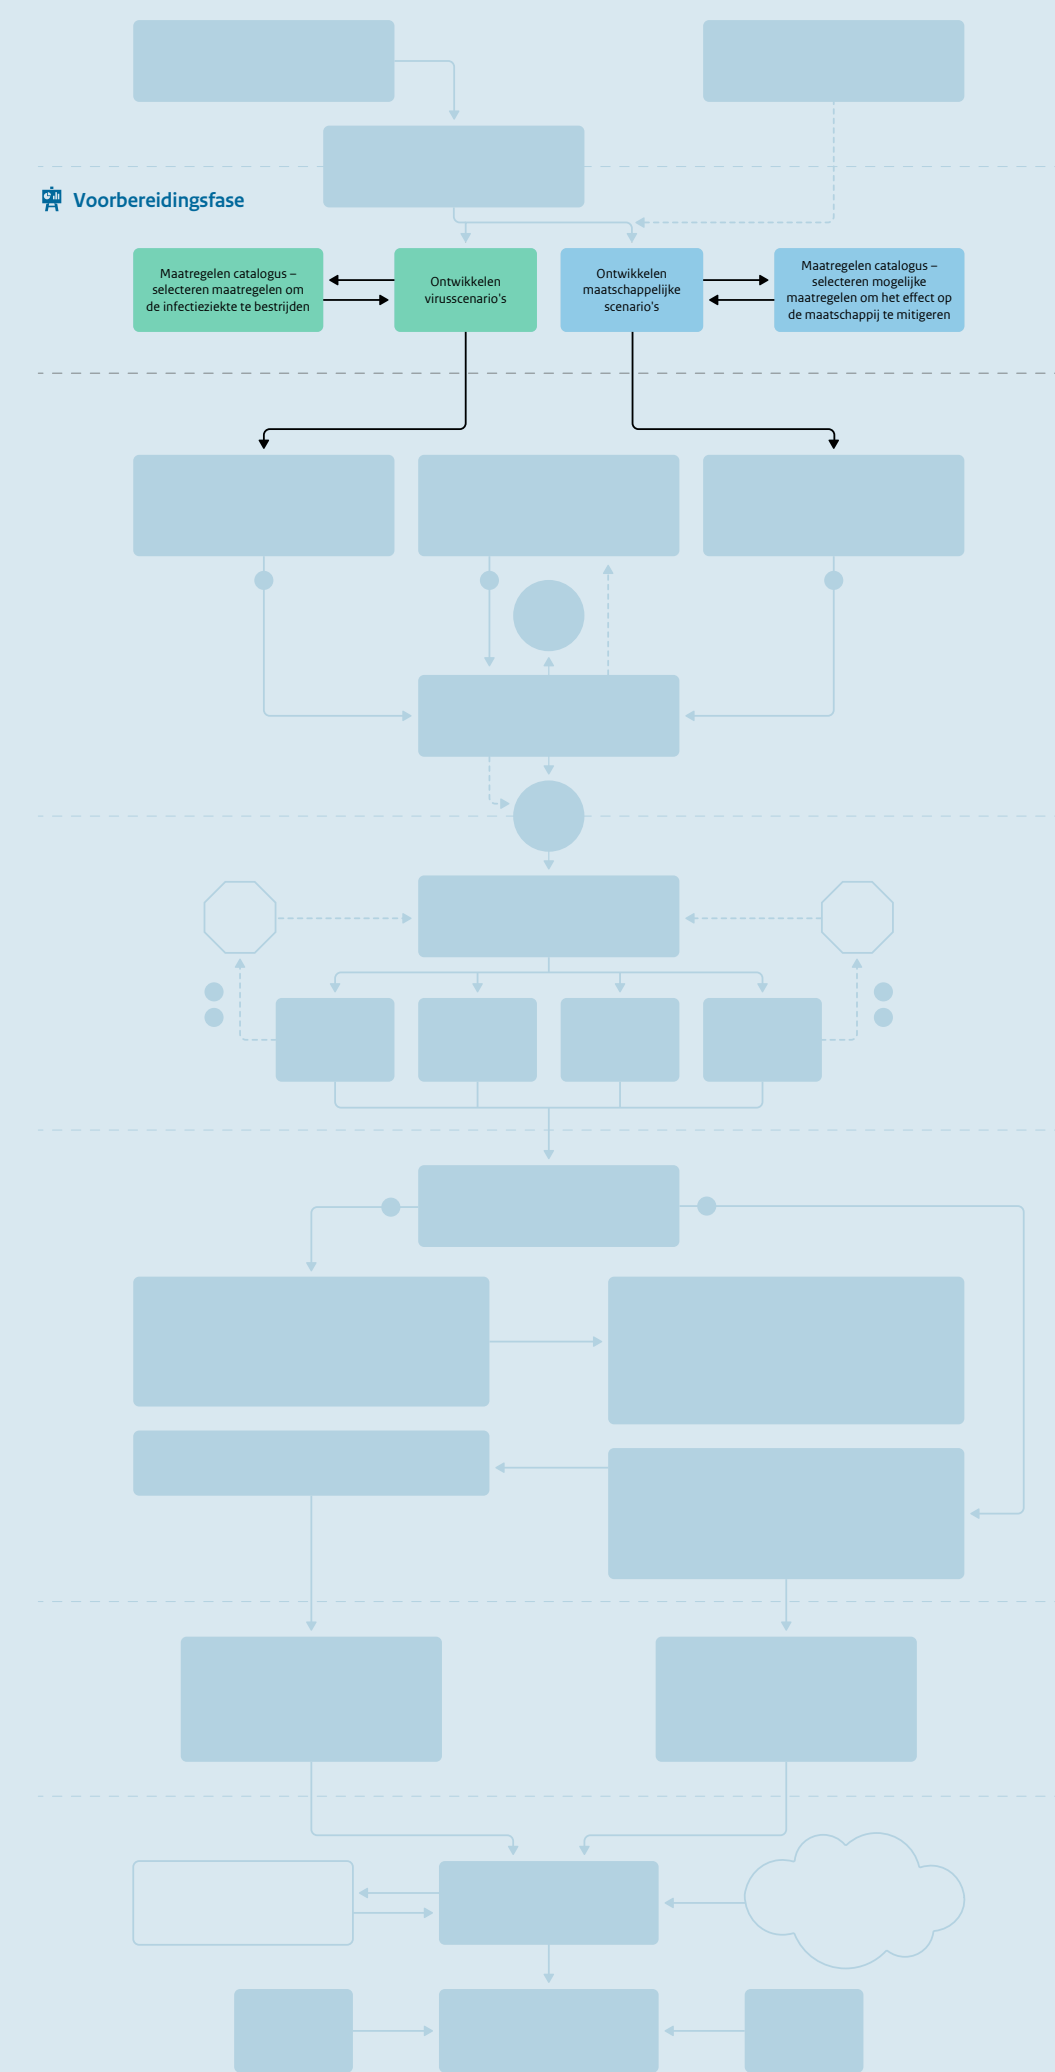 Voorbereidingsfase
Maatregelen catalogus –
selecteren maatregelen om
de infectieziekte te bestrijden
Ontwikkelen
virusscenario's
Ontwikkelen
maatschappelijke
scenario's
Maatregelen catalogus –
selecteren mogelijke
maatregelen om het effect op
de maatschappij te mitigeren